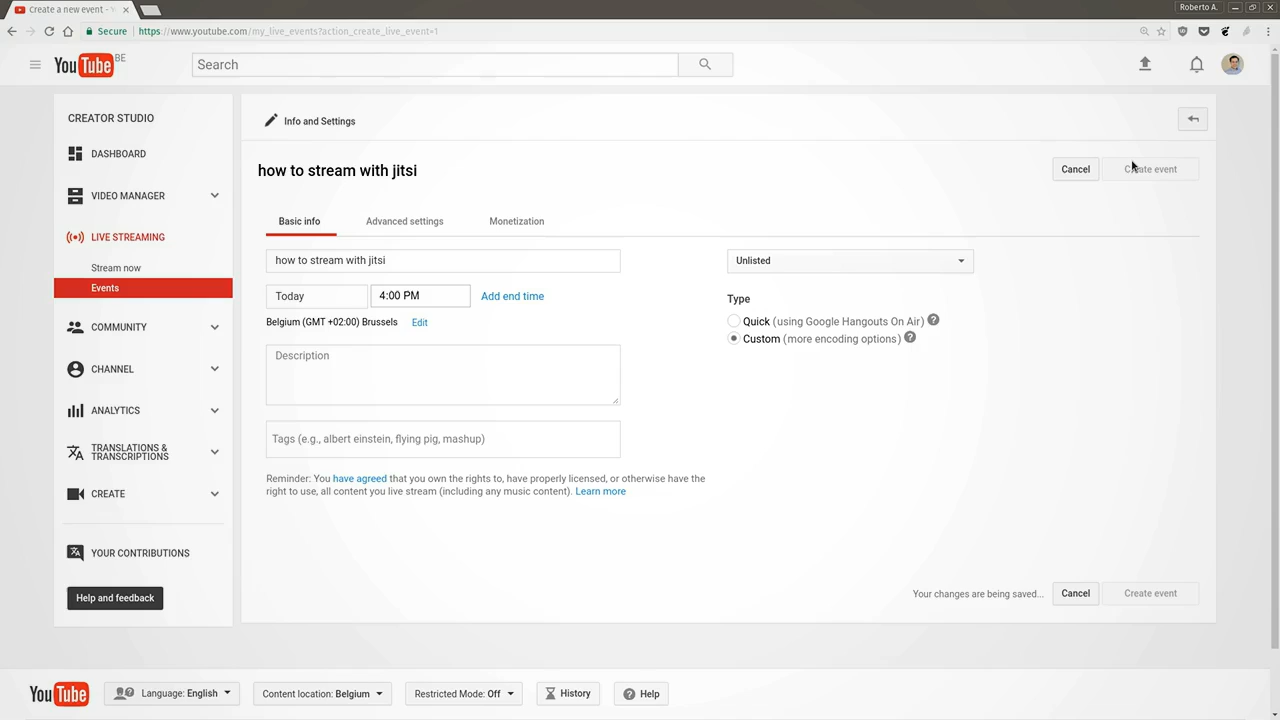 Create a new event -
Roberto A.
Secure
https://www.youtube.com/my_live_events?action_create_live_event=1
YouTube BE
Search
CREATOR STUDIO
DASHBOARD
VIDEO MANAGER
LIVE STREAMING
Stream now
Events
COMMUNITY
CHANNEL
ANALYTICS
TRANSLATIONS &
TRANSCRIPTIONS
CREATE
YOUR CONTRIBUTIONS
Help and feedback
Info and Settings
how to stream with jitsi
Cancel
Create event
Basic info
Advanced settings
Monetization
how to stream with jitsi
Today
4:00 PM
Add end time
Belgium (GMT +02:00) Brussels
Edit
Description
Tags (e.g., albert einstein, flying pig, mashup)
Reminder: You have agreed that you own the rights to, have properly licensed, or otherwise have the
right to use, all content you live stream (including any music content). Learn more
Unlisted
Type
Quick (using Google Hangouts On Air) ?
Custom (more encoding options) ?
Your changes are being saved...
Cancel
Create event
YouTube
Language: English
Content location: Belgium
Restricted Mode: Off
History
Help